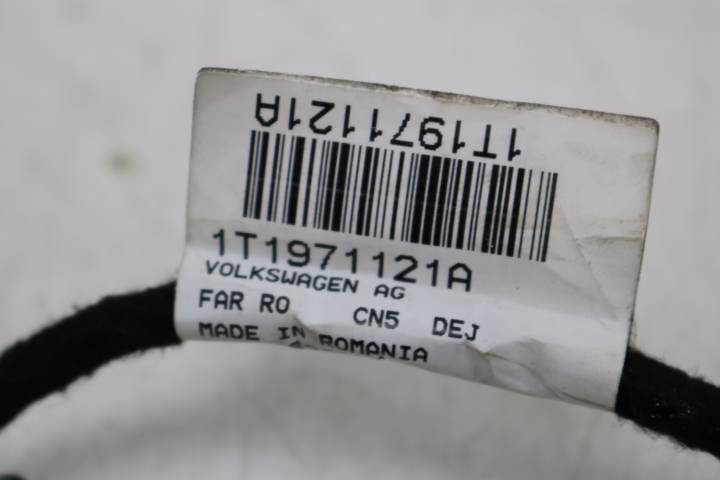 1T1971121A
1T1971121A
VOLKSWAGEN AG
FAR RO CN5 DEJ
MADE IN ROMANIA